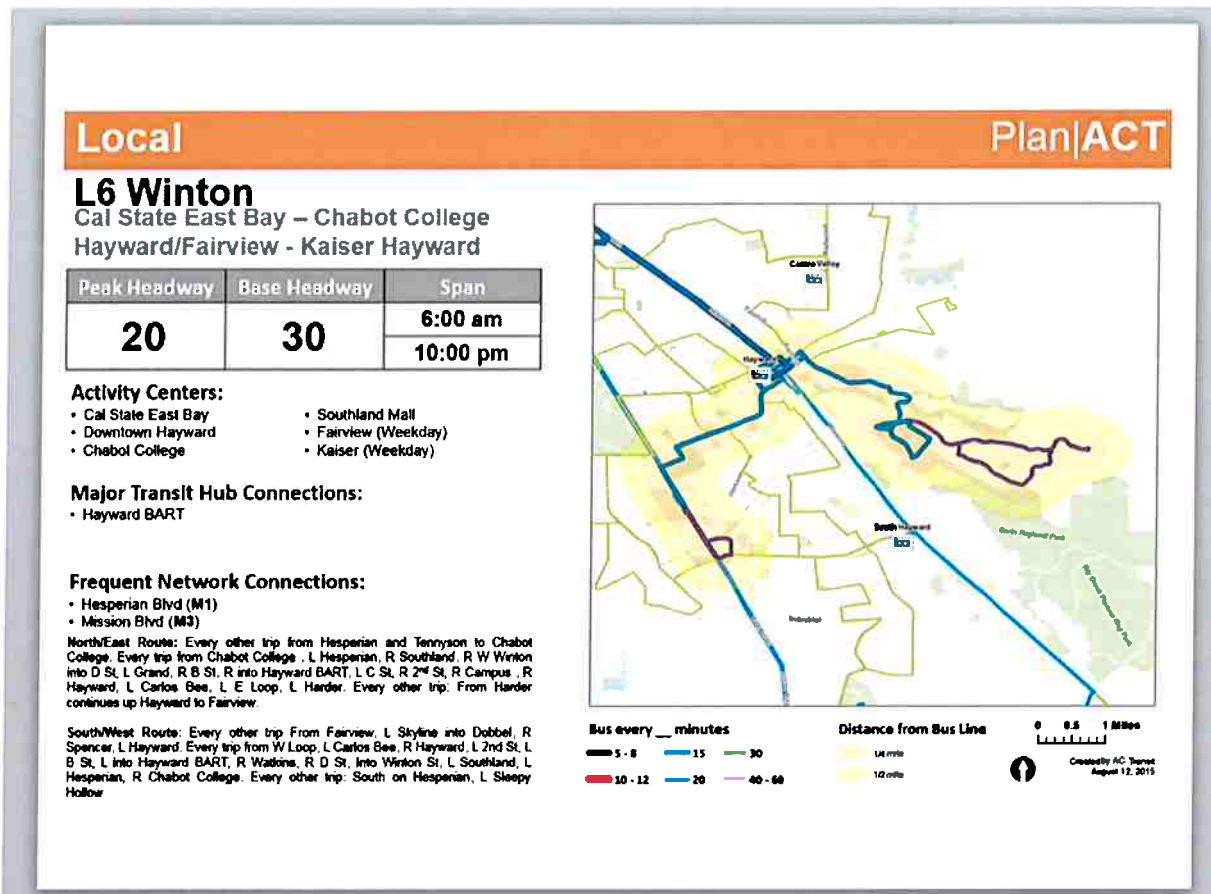 Local
Plan|ACT
L6 Winton
Cal State East Bay – Chabot College
Hayward/Fairview - Kaiser Hayward
Peak Headway Base Headway Span
20 30 6:00 am
10:00 pm
Activity Centers:
• Cal State East Bay
• Downtown Hayward
• Chabot College
• Southland Mall
• Fairview (Weekday)
• Kaiser (Weekday)
Major Transit Hub Connections:
• Hayward BART
Frequent Network Connections:
• Hesperian Blvd (M1)
• Mission Blvd (M3)
North/East Route: Every other trip from Hesperian and Tennyson to Chabot
College. Every trip from Chabot College , L Hesperian, R Southland, R W Winton
into D St, L Grand, R B St, R into Hayward BART, L C St, R 2nd St, R Campus , R
Hayward, L Carlos Bee, L E Loop, L Harder. Every other trip: From Harder
continues up Hayward to Fairview.
South/West Route: Every other trip From Fairview, L Skyline into Dobbel, R
Spencer, L Hayward. Every trip from W Loop, L Carlos Bee, R Hayward, L 2nd St, L
B St, L into Hayward BART, R Watkins, R D St, Into Winton St, L Southland, L
Hesperian, R Chabot College. Every other trip: South on Hesperian, L Sleepy
Hollow
Castro Valley
Hayward
South Hayward
Garin Regional Park
Industrial
Bus every __ minutes
5 - 8 15 30
10 - 12 20 40 - 60
Distance from Bus Line
1/4 mile
1/2 mile
0 0.5 1 Miles
Created by AC Transit
August 12, 2015